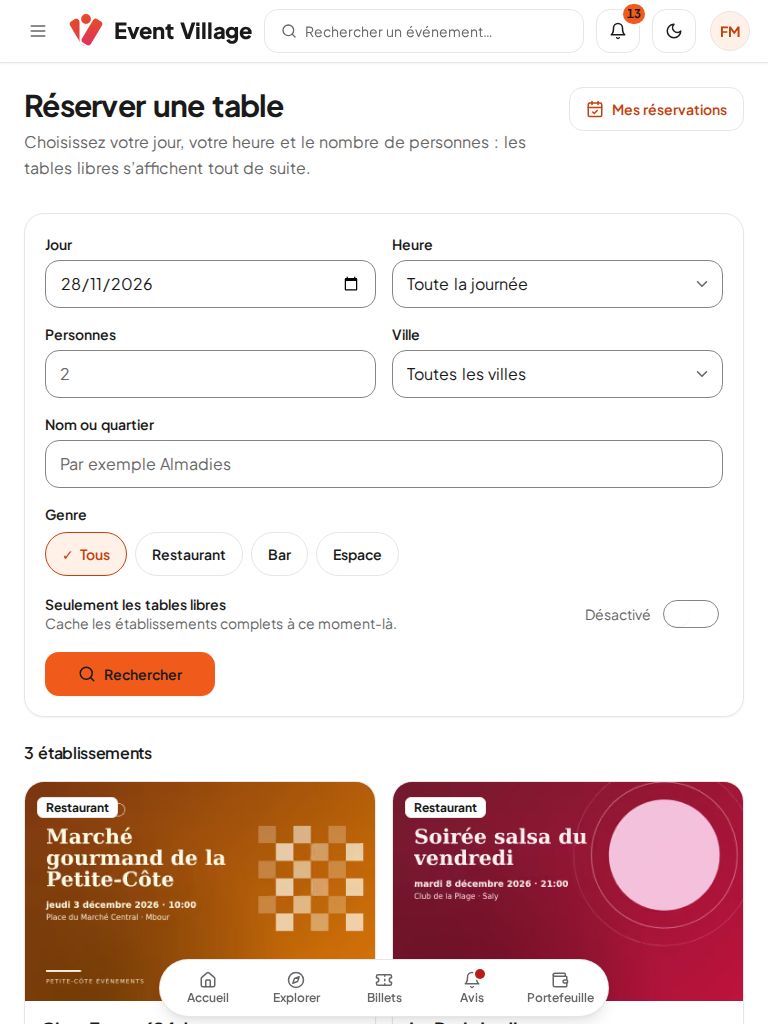 Event Village
Rechercher un événement...
13
FM
Réserver une table
Mes réservations
Choisissez votre jour, votre heure et le nombre de personnes : les
tables libres s'affichent tout de suite.
Jour
Heure
28/11/2026
Toute la journée
Personnes
Ville
2
Toutes les villes
Nom ou quartier
Par exemple Almadies
Genre
✓ Tous
Restaurant
Bar
Espace
Seulement les tables libres
Cache les établissements complets à ce moment-là.
Désactivé
Rechercher
3 établissements
Restaurant
Marché
gourmand de la
Petite-Côte
jeudi 3 décembre 2026 · 10:00
Place du Marché Central · Mbour
PETITE-CÔTE ÉVÉNEMENTS
Restaurant
Soirée salsa du
vendredi
mardi 8 décembre 2026 · 21:00
Club de la Plage · Saly
Accueil
Explorer
Billets
Avis
Portefeuille